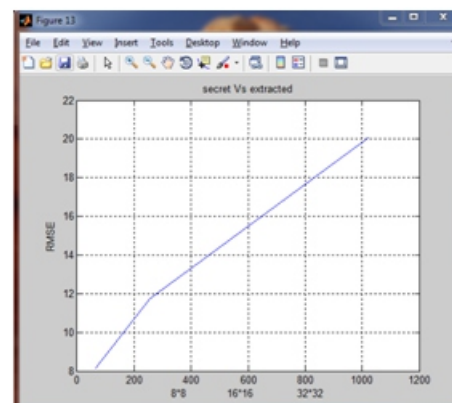 Figure 13
File Edit View Insert Tools Desktop Window Help
secret Vs extracted
22
20
18
16
14
12
10
8
RMSE
0 200 400 600 800 1000 1200
8*8 16*16 32*32